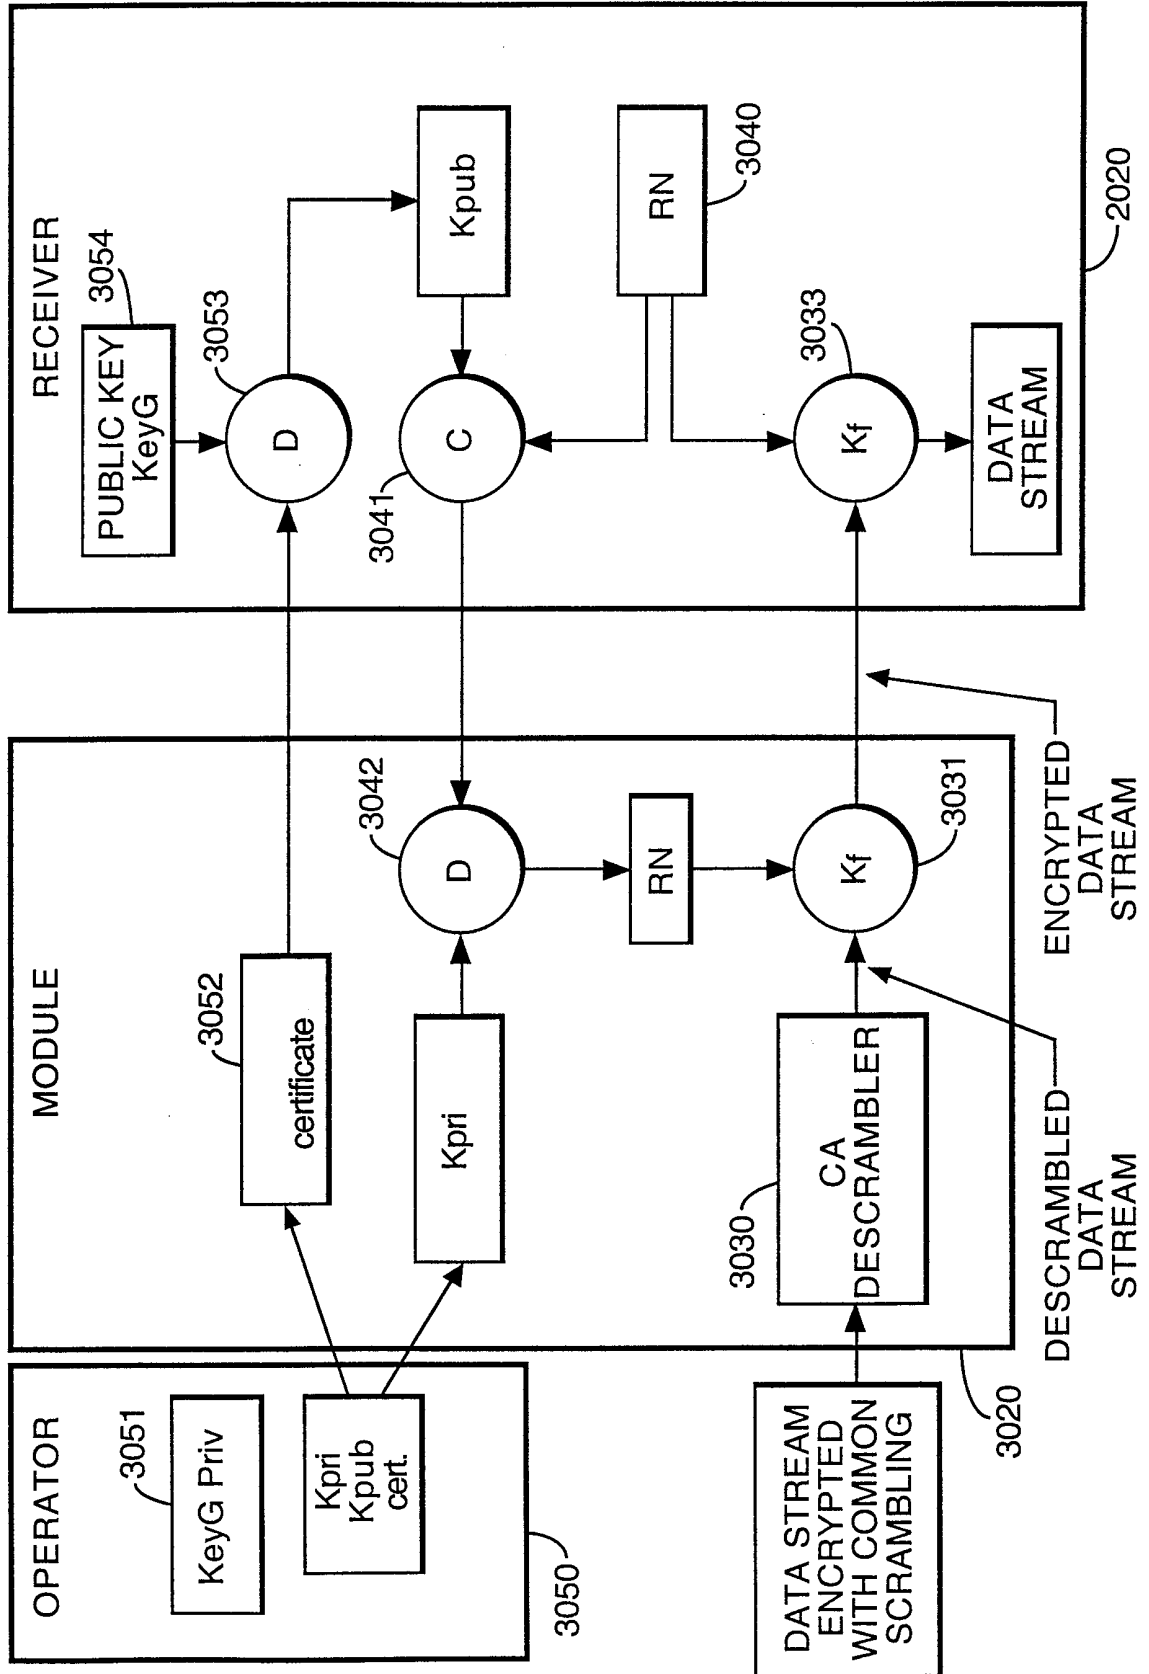 OPERATOR
3051
KeyG Priv
Kpri
Kpub
cert.
3050
DATA STREAM
ENCRYPTED
WITH COMMON
SCRAMBLING
MODULE
3052
certificate
Kpri
3042
D
RN
3030
CA
DESCRAMBLER
Kf
3031
3020
DESCRAMBLED
DATA
STREAM
ENCRYPTED
DATA
STREAM
RECEIVER
PUBLIC KEY
KeyG
3054
D
3053
Kpub
C
3041
RN
3040
Kf
3033
DATA
STREAM
2020